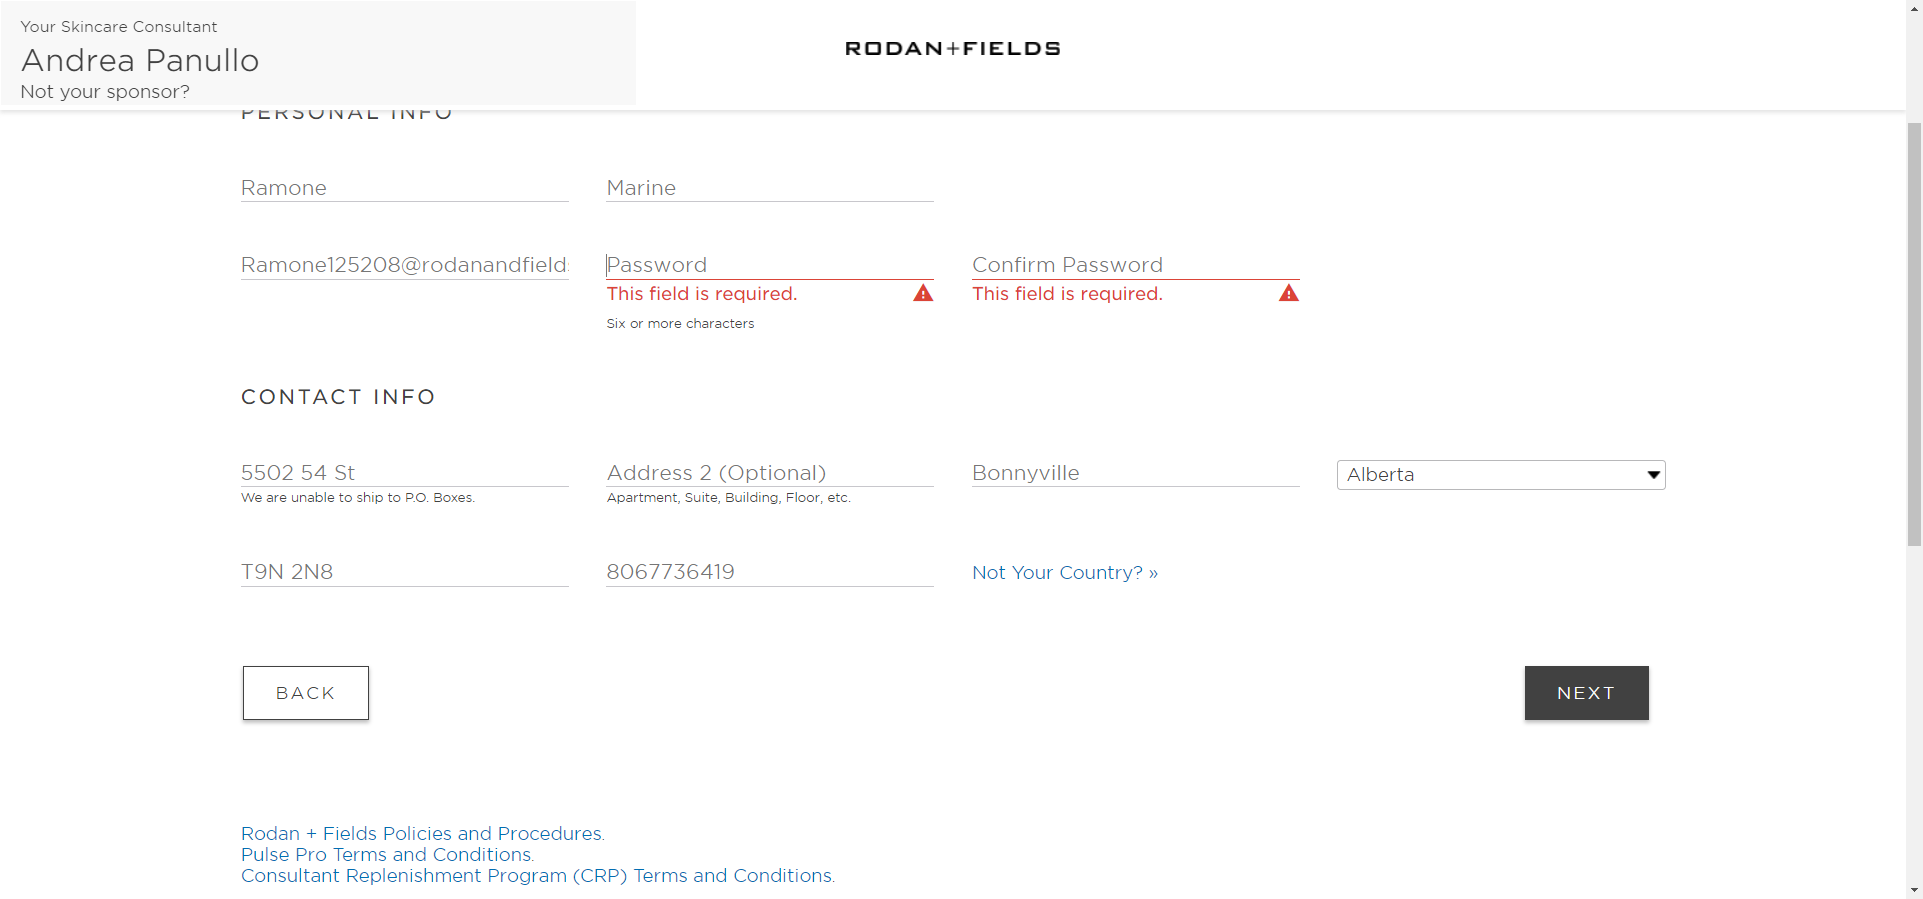 Your Skincare Consultant
Andrea Panullo
Not your sponsor?
RODAN+FIELDS
PERSONAL INFO
Ramone
Marine
Ramone125208@rodanandfields
Password
Confirm Password
This field is required.
This field is required.
Six or more characters
CONTACT INFO
5502 54 St
Address 2 (Optional)
Bonnyville
Alberta
We are unable to ship to P.O. Boxes.
Apartment, Suite, Building, Floor, etc.
T9N 2N8
8067736419
Not Your Country? »
BACK
NEXT
Rodan + Fields Policies and Procedures.
Pulse Pro Terms and Conditions.
Consultant Replenishment Program (CRP) Terms and Conditions.